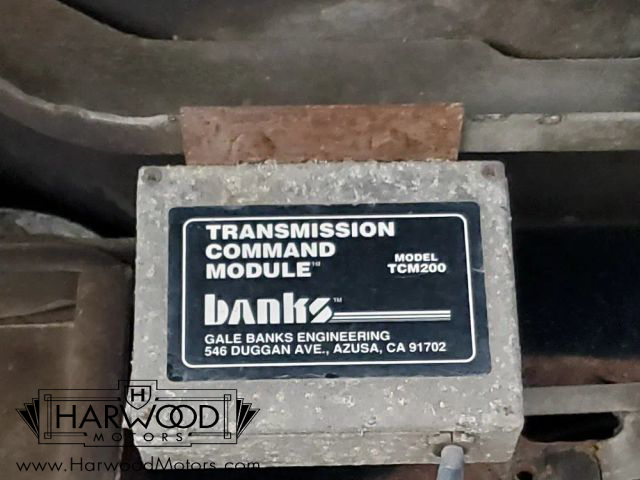 TRANSMISSION
COMMAND
MODULE™
MODEL
TCM200
banks™
GALE BANKS ENGINEERING
546 DUGGAN AVE., AZUSA, CA 91702
H
HARWOOD
MOTORS
www.HarwoodMotors.com